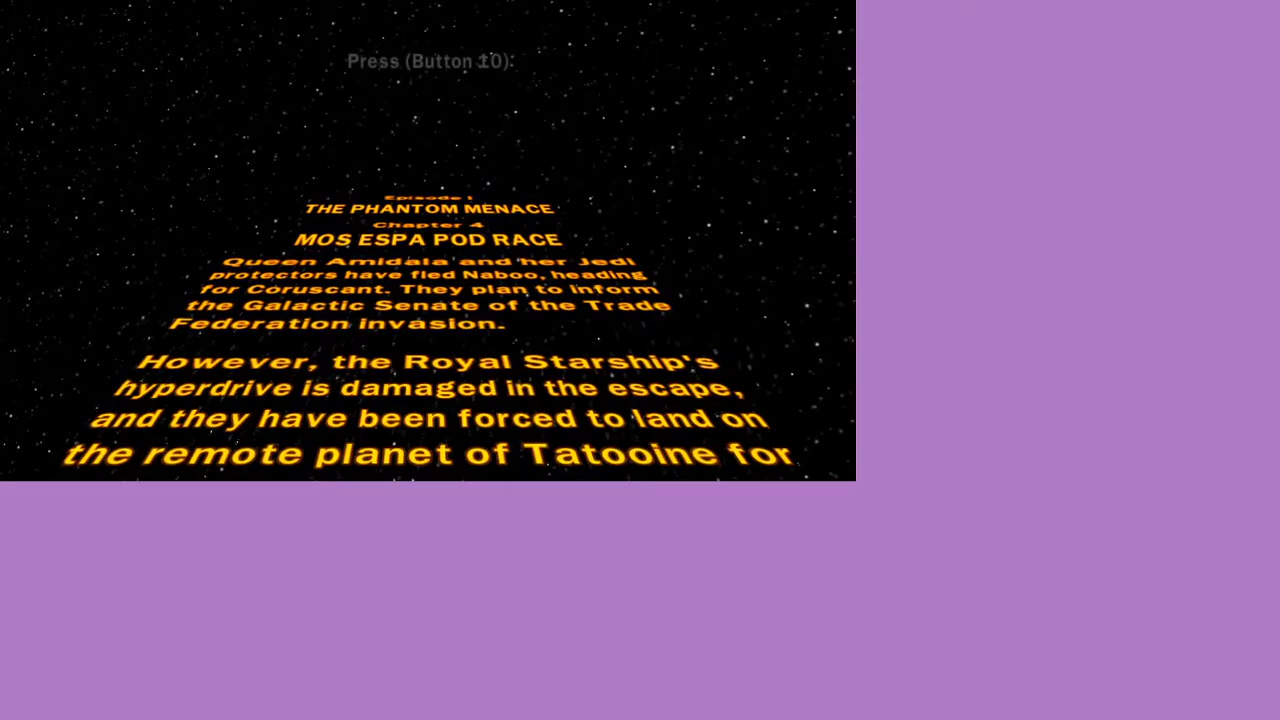 Press (Button 10)
Episode I
THE PHANTOM MENACE
Chapter 4
MOS ESPA POD RACE
Queen Amidala and her Jedi
protectors have fled Naboo, heading
for Coruscant. They plan to inform
the Galactic Senate of the Trade
Federation invasion.
However, the Royal Starship's
hyperdrive is damaged in the escape,
and they have been forced to land on
the remote planet of Tatooine for